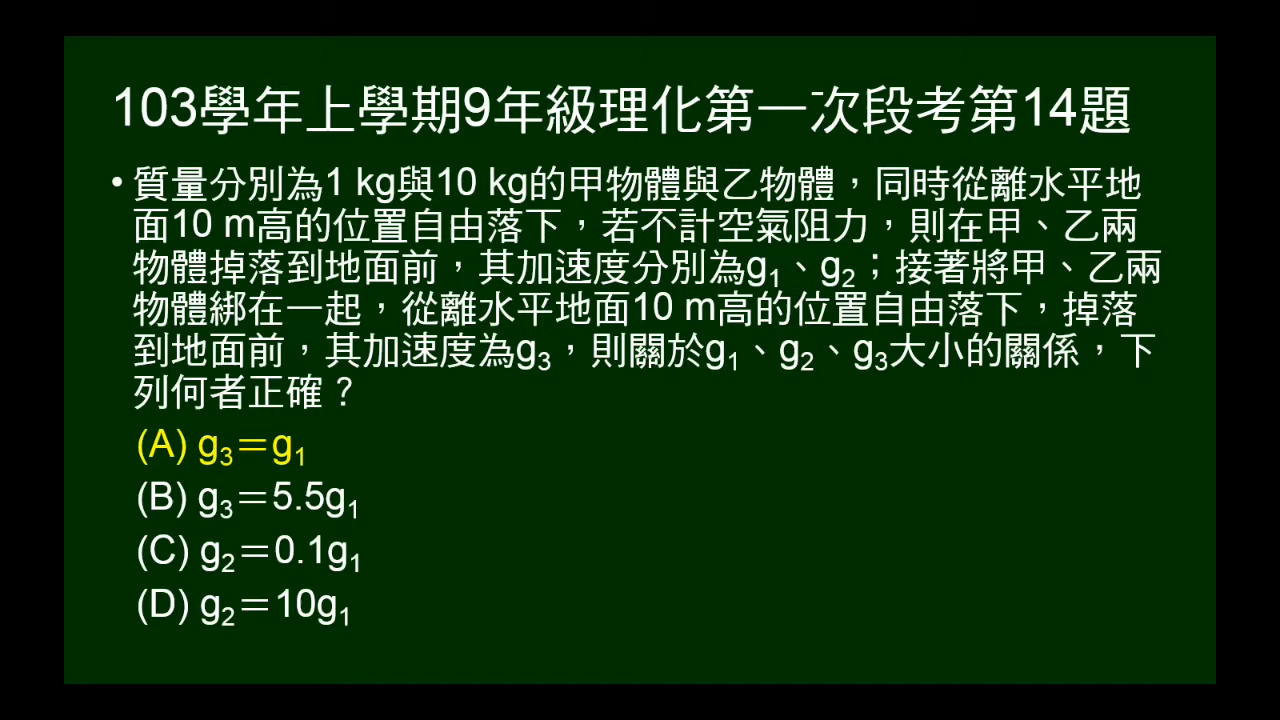 103學年上學期9年級理化第一次段考第14題
• 質量分別為1 kg與10 kg的甲物體與乙物體，同時從離水平地
面10 m高的位置自由落下，若不計空氣阻力，則在甲、乙兩
物體掉落到地面前，其加速度分別為g₁、g₂；接著將甲、乙兩
物體綁在一起，從離水平地面10 m高的位置自由落下，掉落
到地面前，其加速度為g₃，則關於g₁、g₂、g₃大小的關係，下
列何者正確？
(A) g₃＝g₁
(B) g₃＝5.5g₁
(C) g₂＝0.1g₁
(D) g₂＝10g₁